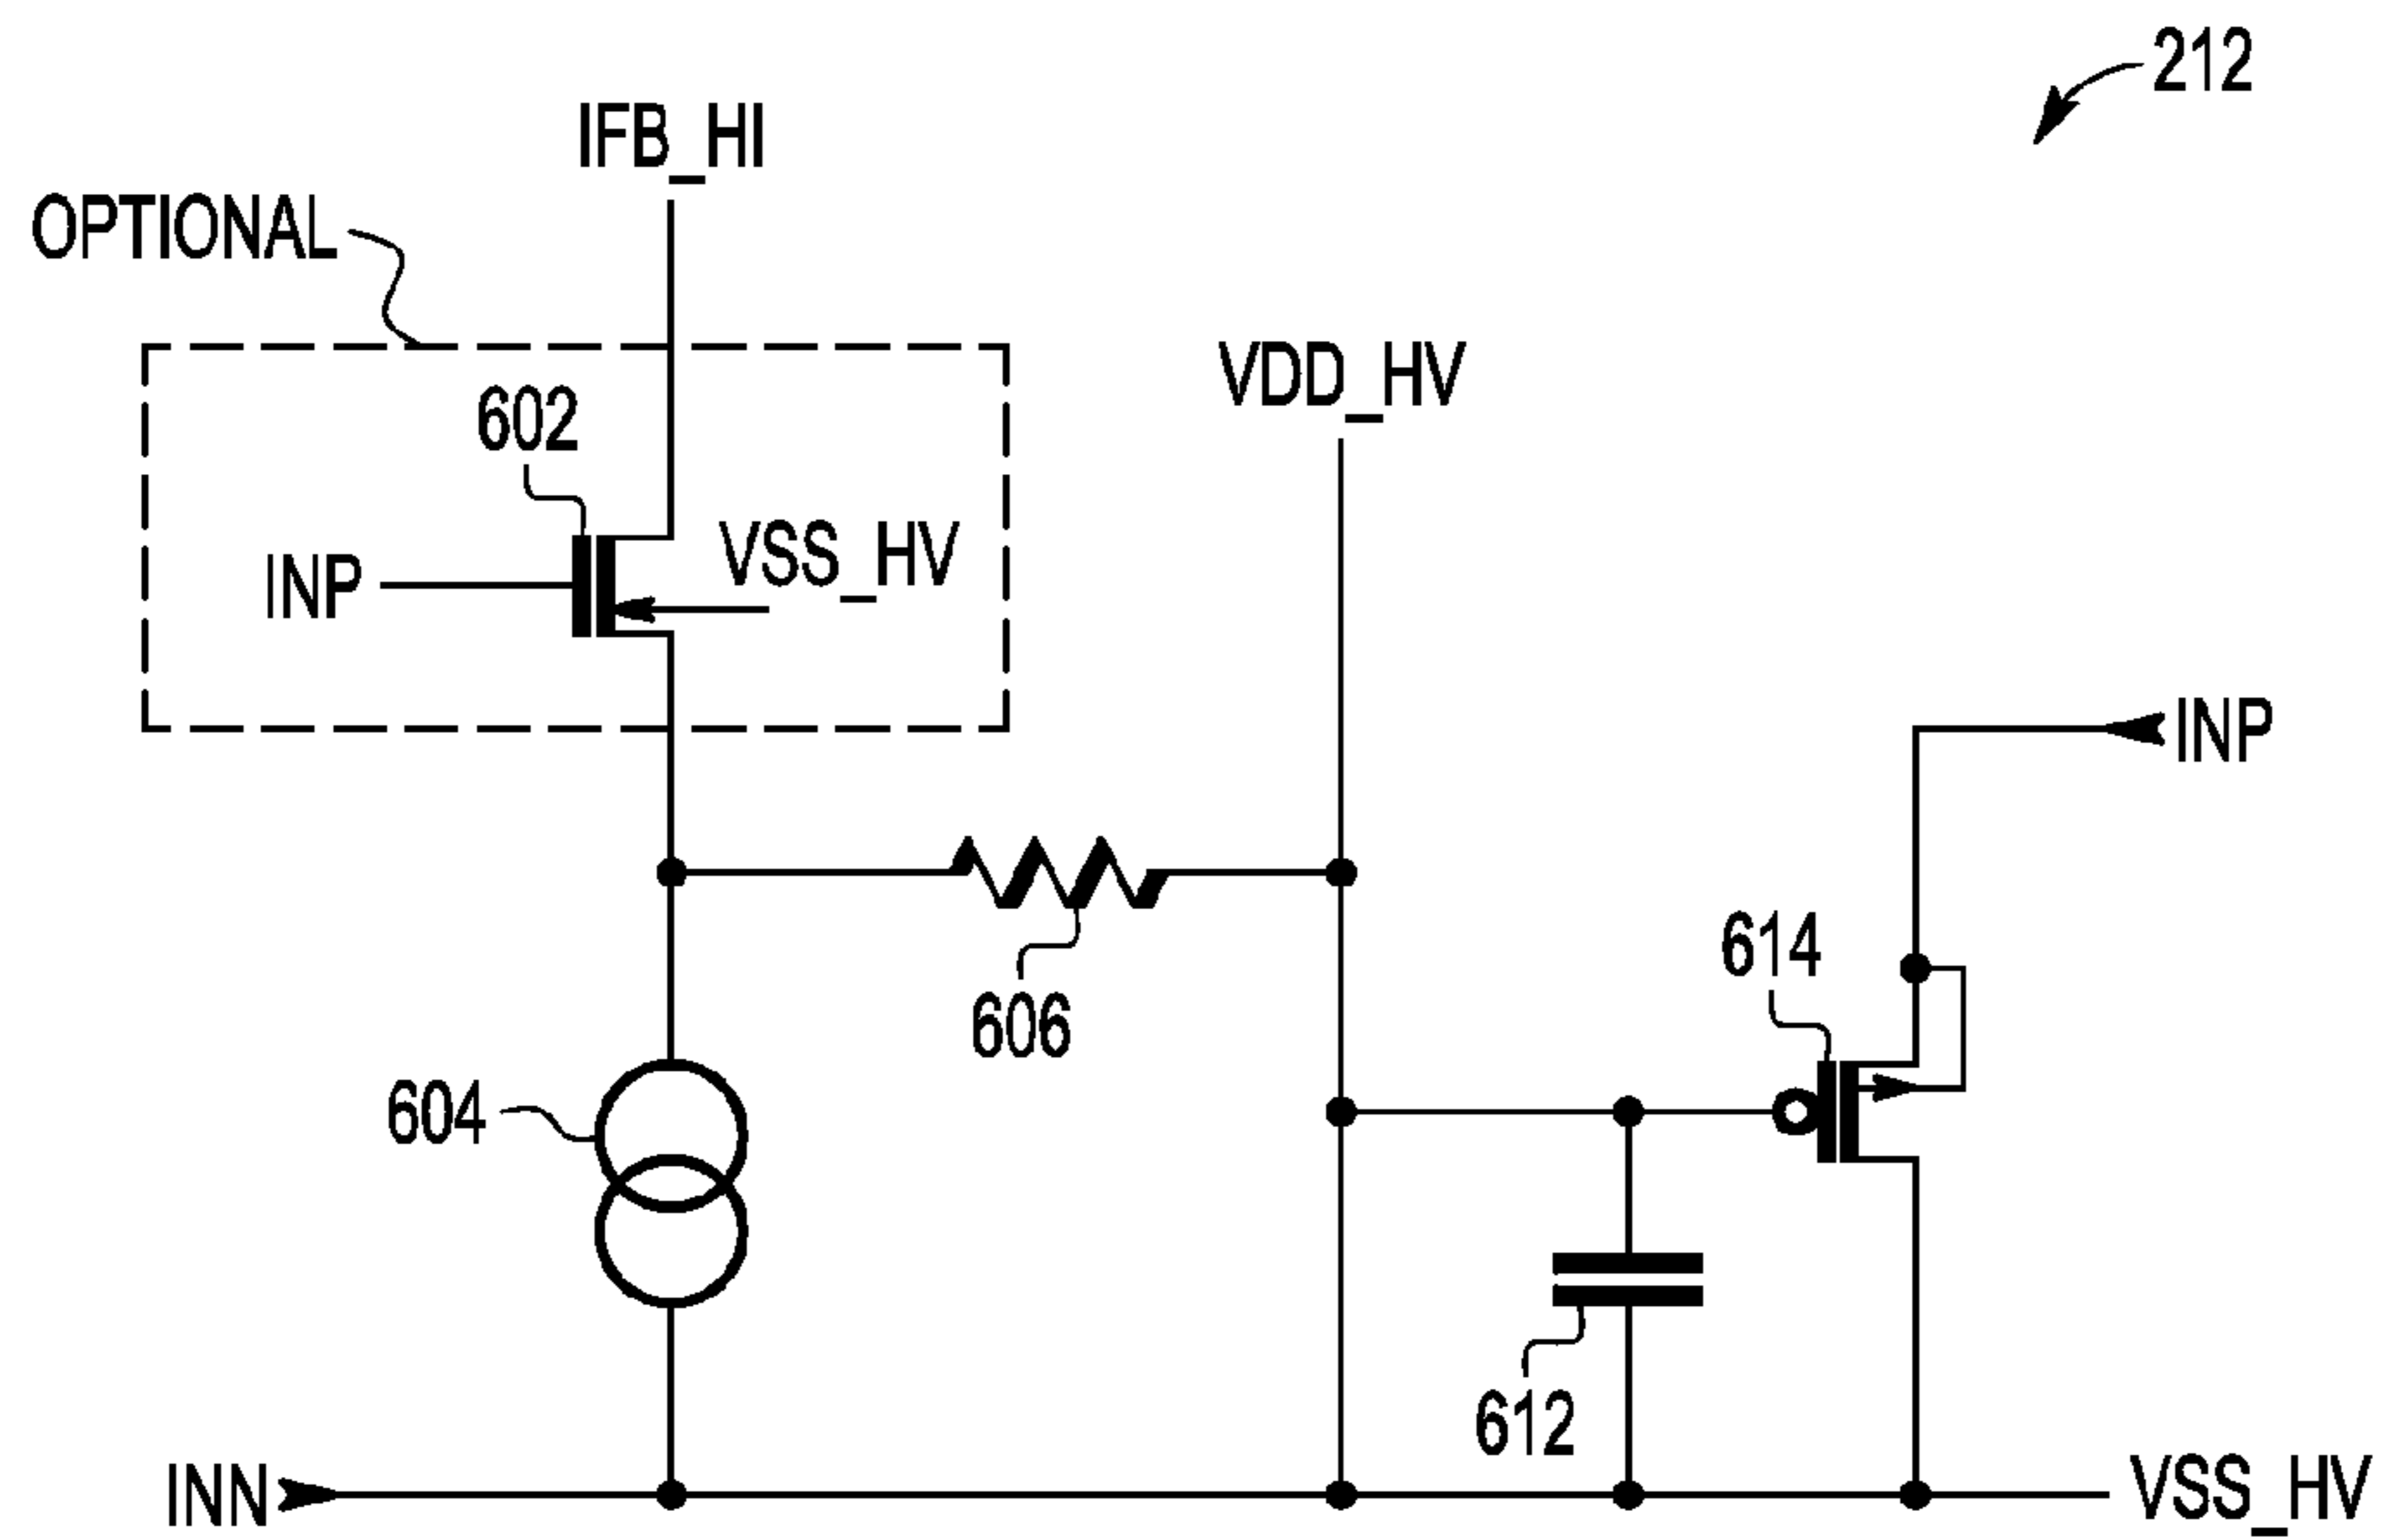 212
IFB_HI
OPTIONAL
VDD_HV
602
VSS_HV
INP
INP
614
606
604
612
INN
VSS_HV